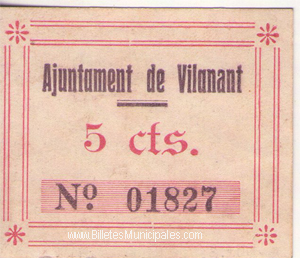 Ajuntament de Vilanant
5 cts.
Nº 01827
www.BilletesMunicipales.com